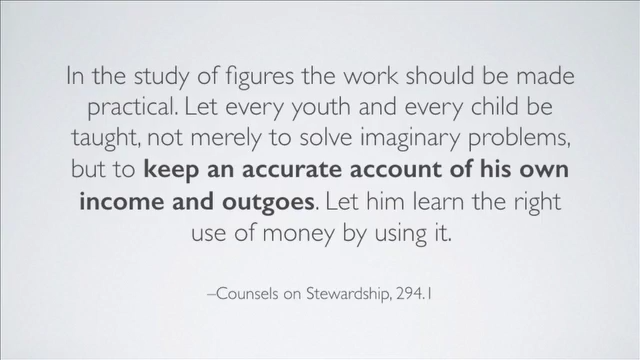 In the study of figures the work should be made
practical. Let every youth and every child be
taught, not merely to solve imaginary problems,
but to keep an accurate account of his own
income and outgoes. Let him learn the right
use of money by using it.
–Counsels on Stewardship, 294.1